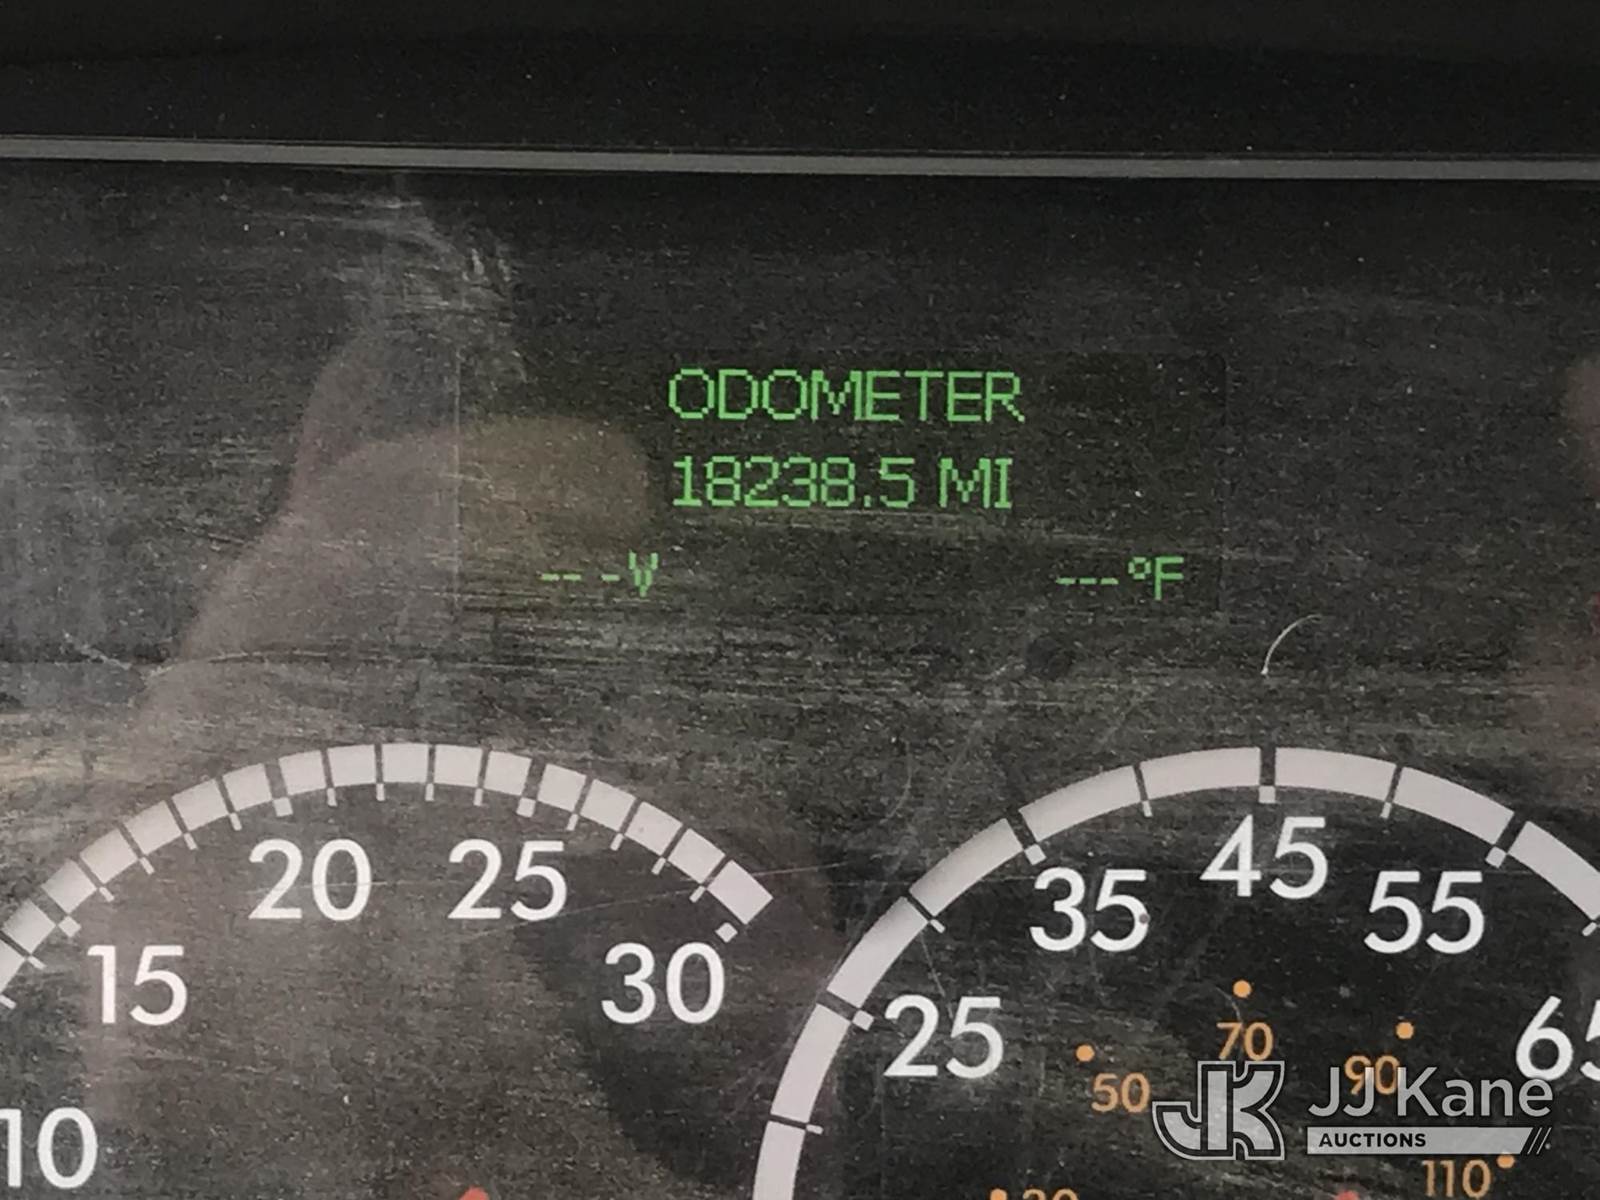 ODOMETER
18238.5 MI
-- -V ---°F
10 15 20 25 30
25 35 45 55 65
50 70 90 110
JK JJ Kane
AUCTIONS